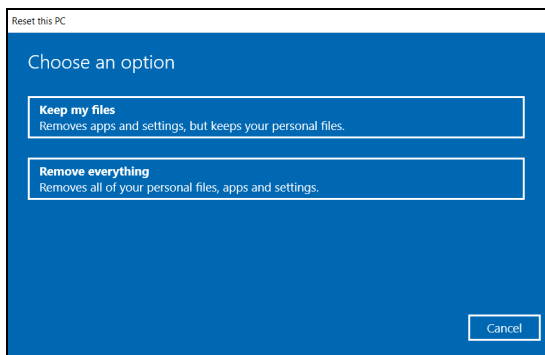 Reset this PC
Choose an option
Keep my files
Removes apps and settings, but keeps your personal files.
Remove everything
Removes all of your personal files, apps and settings.
Cancel